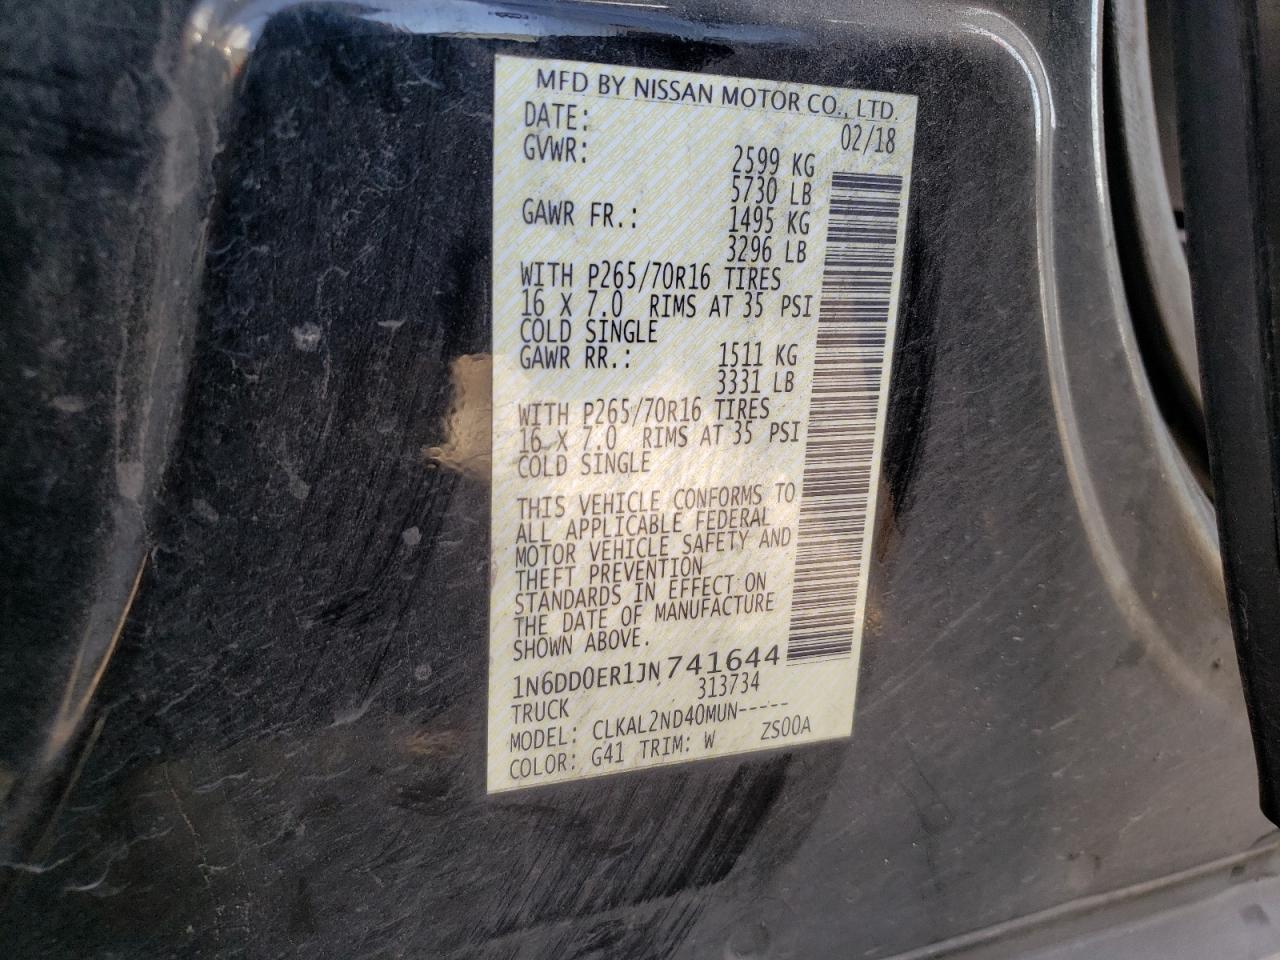 MFD BY NISSAN MOTOR CO., LTD.
DATE: 02/18
GVWR: 2599 KG
5730 LB
GAWR FR.: 1495 KG
3296 LB
WITH P265/70R16 TIRES
16 X 7.0 RIMS AT 35 PSI
COLD SINGLE
GAWR RR.: 1511 KG
3331 LB
WITH P265/70R16 TIRES
16 X 7.0 RIMS AT 35 PSI
COLD SINGLE
THIS VEHICLE CONFORMS TO
ALL APPLICABLE FEDERAL
MOTOR VEHICLE SAFETY AND
THEFT PREVENTION
STANDARDS IN EFFECT ON
THE DATE OF MANUFACTURE
SHOWN ABOVE.
1N6DD0ER1JN741644
313734
TRUCK
MODEL: CLKAL2ND40MUN-----
COLOR: G41 TRIM: W ZS00A